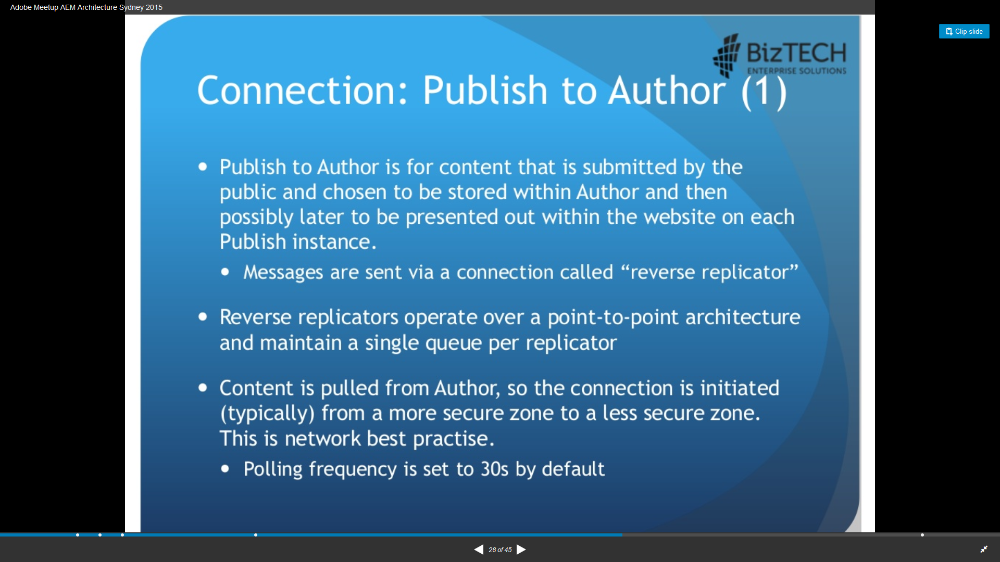 Adobe Meetup AEM Architecture Sydney 2015
Clip slide
BizTECH
ENTERPRISE SOLUTIONS
Connection: Publish to Author (1)
• Publish to Author is for content that is submitted by the
public and chosen to be stored within Author and then
possibly later to be presented out within the website on each
Publish instance.
• Messages are sent via a connection called “reverse replicator”
• Reverse replicators operate over a point-to-point architecture
and maintain a single queue per replicator
• Content is pulled from Author, so the connection is initiated
(typically) from a more secure zone to a less secure zone.
This is network best practise.
• Polling frequency is set to 30s by default
28 of 45